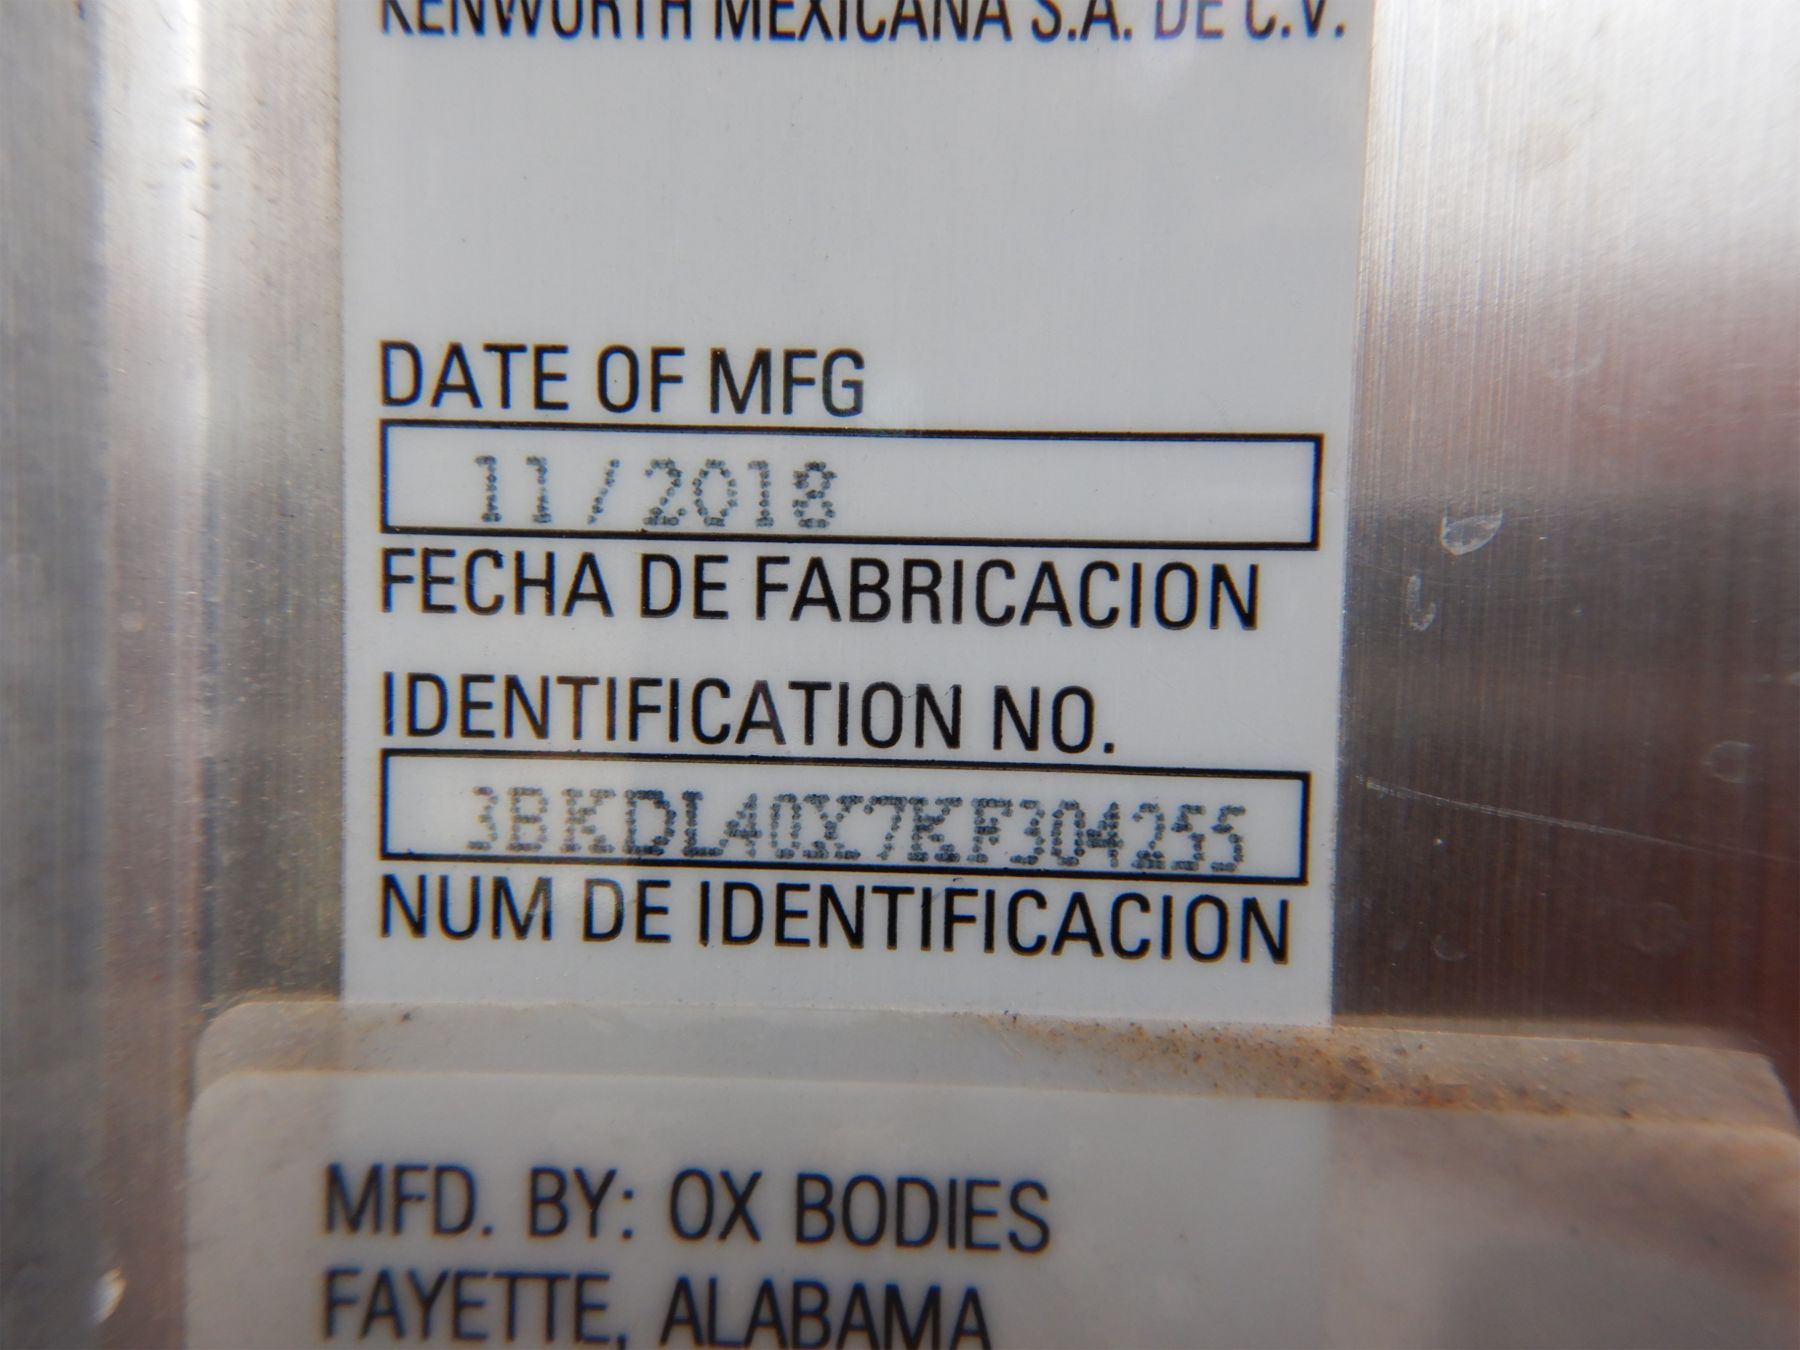 KENWORTH MEXICANA S.A. DE C.V.
DATE OF MFG
11/2018
FECHA DE FABRICACION
IDENTIFICATION NO.
3BKDL40X7KF304255
NUM DE IDENTIFICACION
MFD. BY: OX BODIES
FAYETTE, ALABAMA